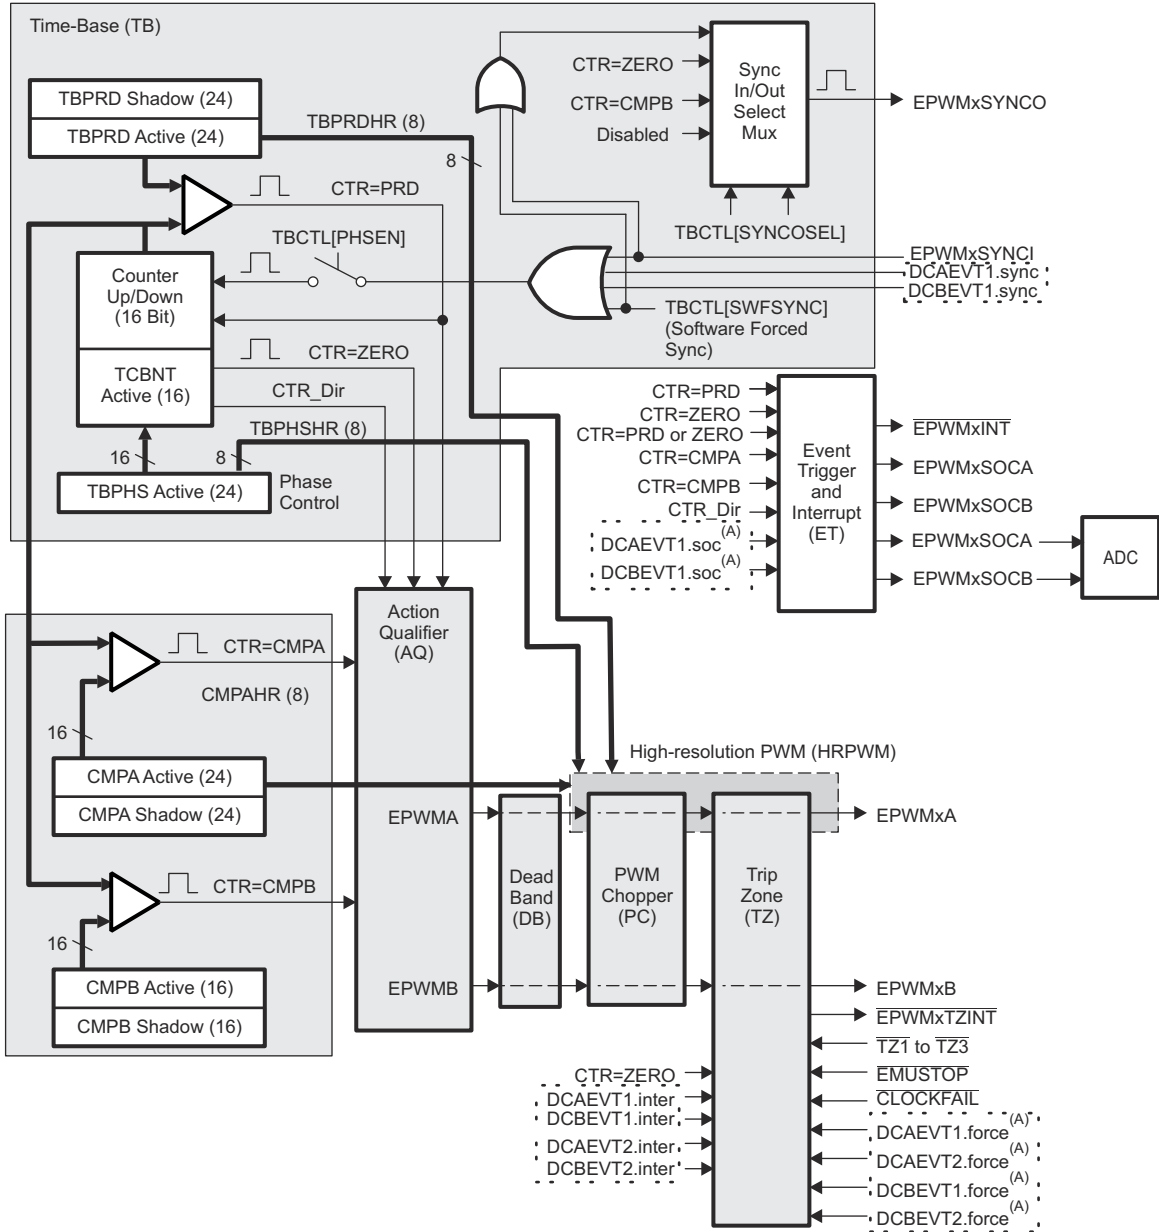 Time-Base (TB)
TBPRD Shadow (24)
TBPRD Active (24)
TBPRDHR (8)
8
CTR=PRD
TBCTL[PHSEN]
Counter
Up/Down
(16 Bit)
TCBNT
Active (16)
CTR=ZERO
CTR_Dir
TBPHSHR (8)
16
8
TBPHS Active (24)
Phase
Control
CTR=ZERO
CTR=CMPB
Disabled
Sync
In/Out
Select
Mux
EPWMxSYNCO
TBCTL[SYNCOSEL]
EPWMxSYNCI
DCAEVT1.sync
DCBEVT1.sync
TBCTL[SWFSYNC]
(Software Forced
Sync)
CTR=PRD
CTR=ZERO
CTR=PRD or ZERO
CTR=CMPA
CTR=CMPB
CTR_Dir
DCAEVT1.soc(A)
DCBEVT1.soc(A)
Event
Trigger
and
Interrupt
(ET)
EPWMxINT
EPWMxSOCA
EPWMxSOCB
EPWMxSOCA
EPWMxSOCB
ADC
Action
Qualifier
(AQ)
CTR=CMPA
CMPAHR (8)
16
CMPA Active (24)
CMPA Shadow (24)
CTR=CMPB
16
CMPB Active (16)
CMPB Shadow (16)
EPWMA
EPWMB
High-resolution PWM (HRPWM)
Dead
Band
(DB)
PWM
Chopper
(PC)
Trip
Zone
(TZ)
EPWMxA
EPWMxB
EPWMxTZINT
TZ1 to TZ3
EMUSTOP
CLOCKFAIL
DCAEVT1.force(A)
DCAEVT2.force(A)
DCBEVT1.force(A)
DCBEVT2.force(A)
CTR=ZERO
DCAEVT1.inter
DCBEVT1.inter
DCAEVT2.inter
DCBEVT2.inter